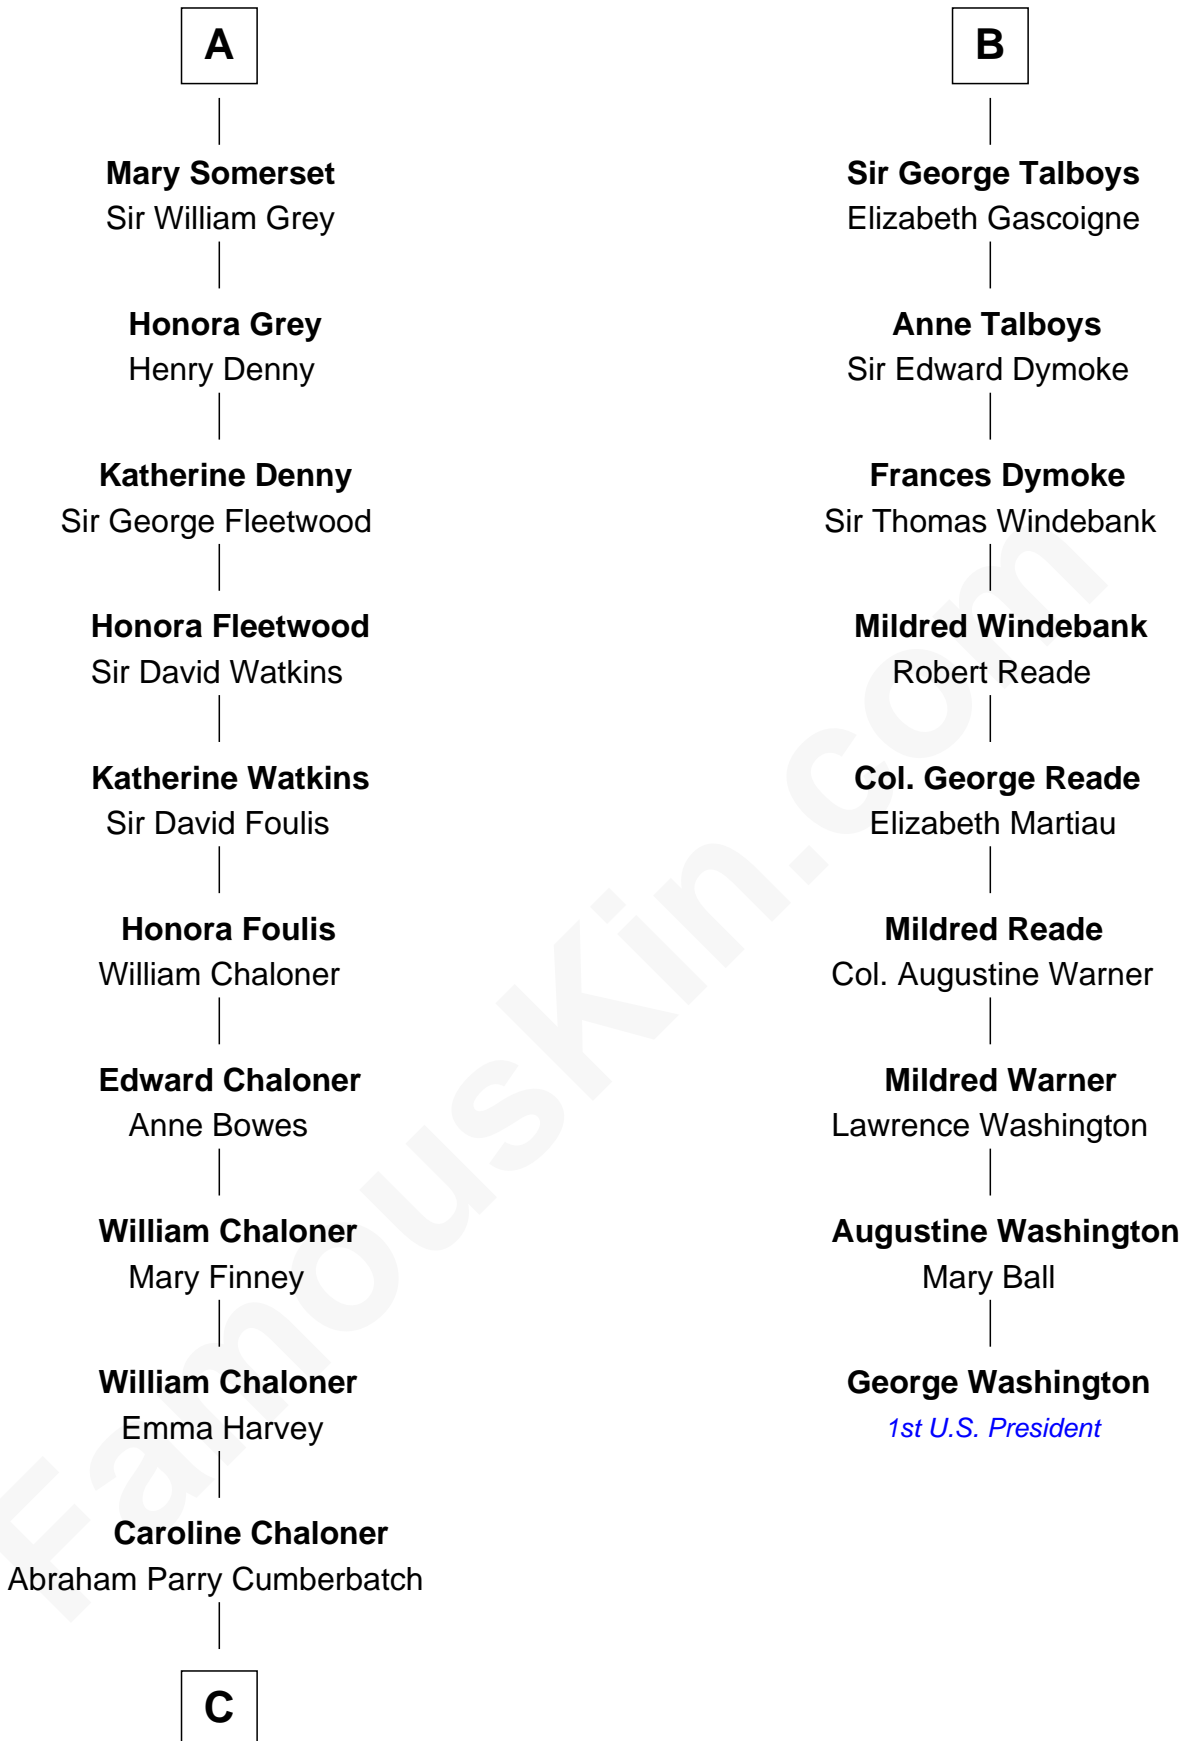 A
Mary Somerset
Sir William Grey
Honora Grey
Henry Denny
Katherine Denny
Sir George Fleetwood
Honora Fleetwood
Sir David Watkins
Katherine Watkins
Sir David Foulis
Honora Foulis
William Chaloner
Edward Chaloner
Anne Bowes
William Chaloner
Mary Finney
William Chaloner
Emma Harvey
Caroline Chaloner
Abraham Parry Cumberbatch
C
B
Sir George Talboys
Elizabeth Gascoigne
Anne Talboys
Sir Edward Dymoke
Frances Dymoke
Sir Thomas Windebank
Mildred Windebank
Robert Reade
Col. George Reade
Elizabeth Martiau
Mildred Reade
Col. Augustine Warner
Mildred Warner
Lawrence Washington
Augustine Washington
Mary Ball
George Washington
1st U.S. President
FamousKin.com